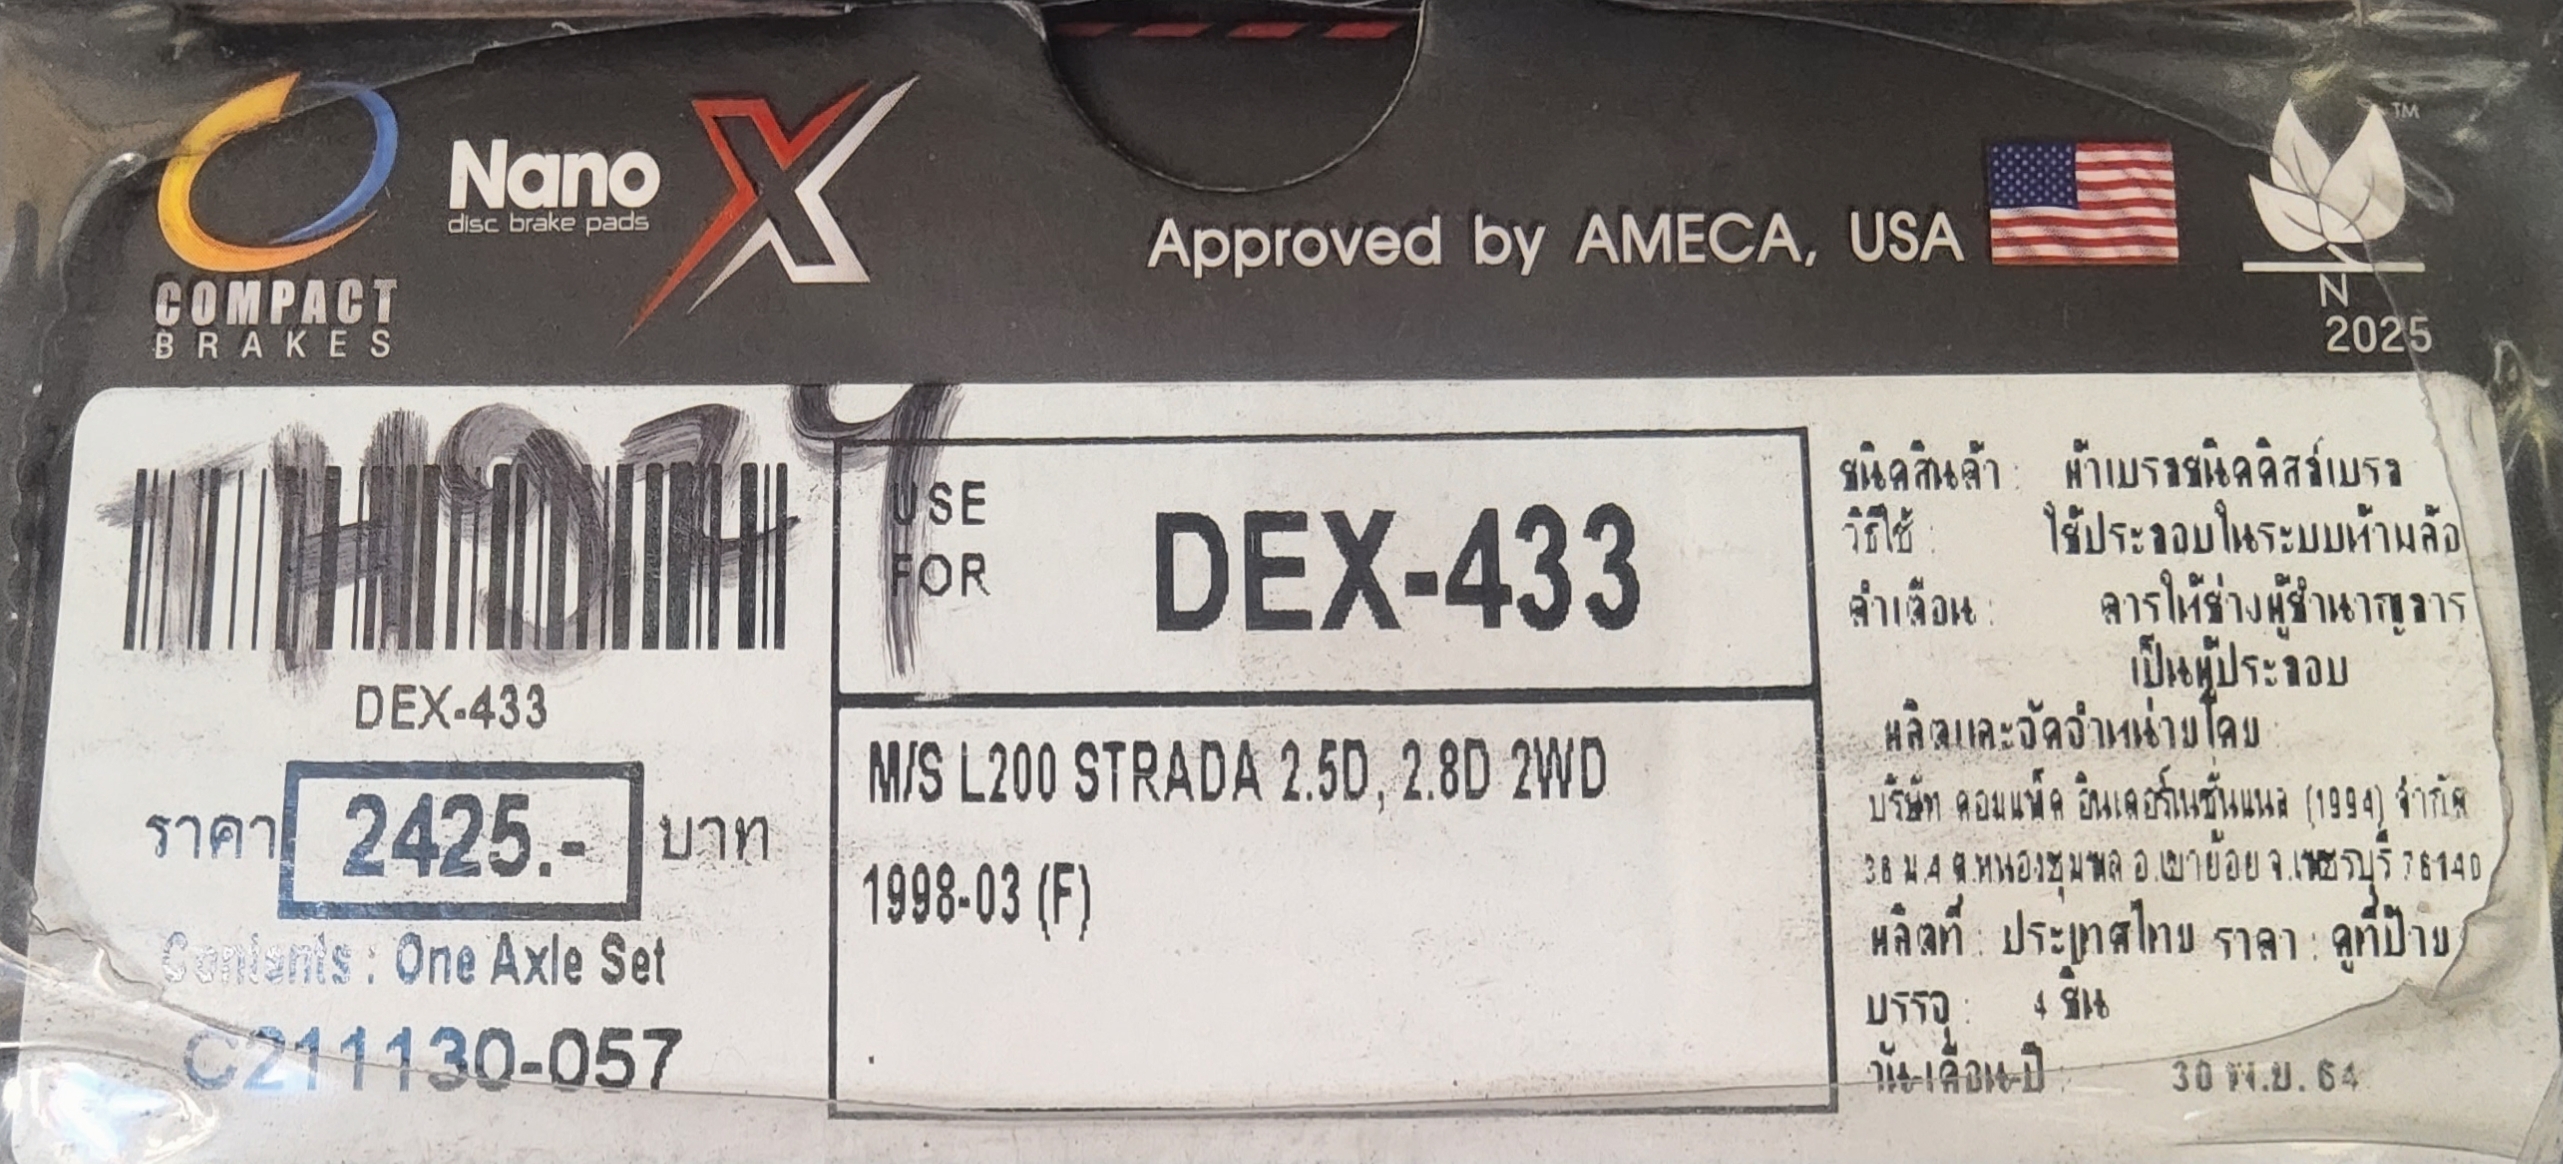 COMPACT
BRAKES
Nano X
disc brake pads
Approved by AMECA, USA
TM
N
2025
DEX-433
ราคา 2425.- บาท
Contents : One Axle Set
C211130-057
USE
FOR
DEX-433
M/S L200 STRADA 2.5D, 2.8D 2WD
1998-03 (F)
ชนิดสินค้า : ผ้าเบรกชนิดดิสก์เบรก
วิธีใช้ : ใช้ประกอบในระบบห้ามล้อ
คำเตือน : ควรให้ช่างผู้ชำนาญการ
เป็นผู้ประกอบ
ผลิตและจัดจำหน่ายโดย
บริษัท คอมแพ็ค อินเตอร์เนชั่นแนล (1994) จำกัด
38 ม.4 ต.หนองชุมพล อ.เขาย้อย จ.เพชรบุรี 76140
ผลิตที่ : ประเทศไทย ราคา : ดูที่ป้าย
บรรจุ : 4 ชิ้น
วัน-เดือน-ปี : 30 พ.ย. 64